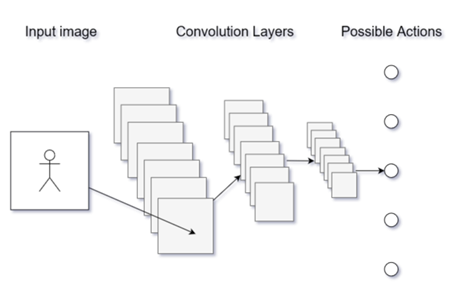 Input image
Convolution Layers
Possible Actions